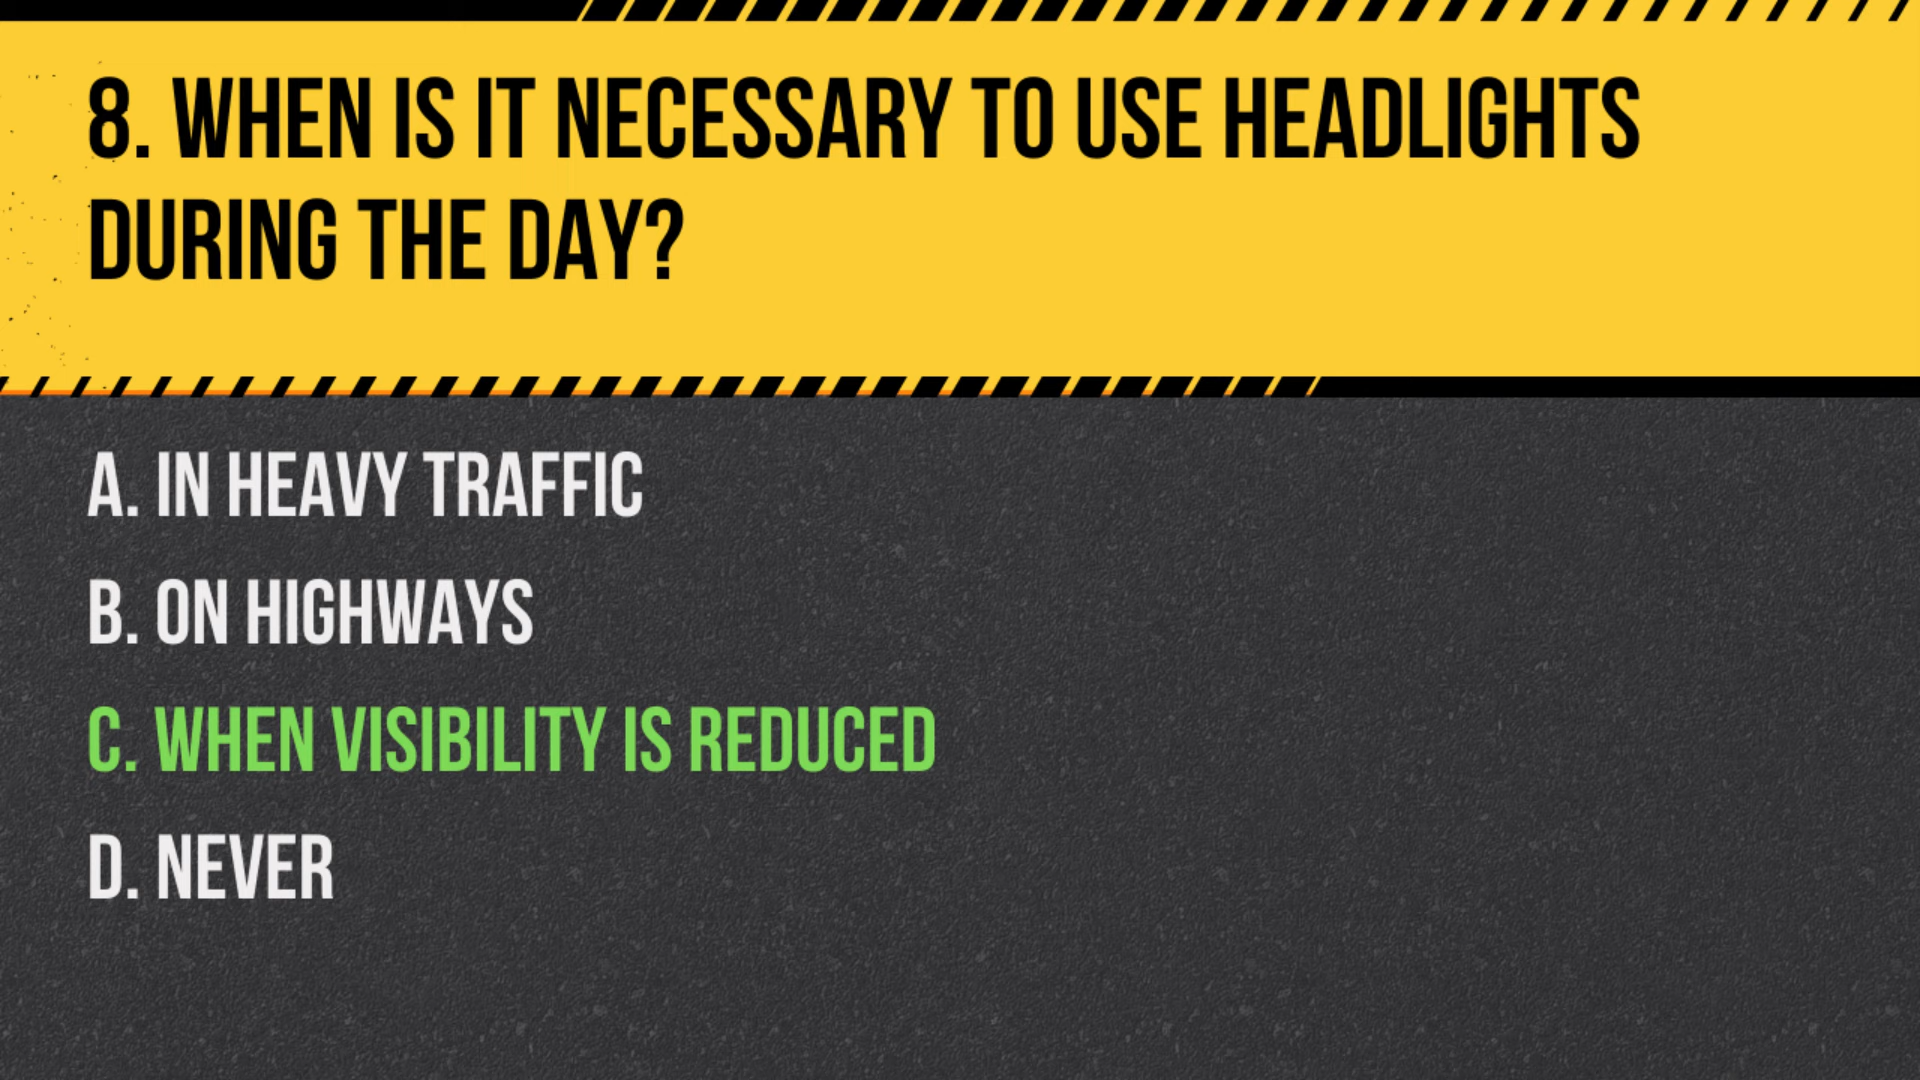 8. WHEN IS IT NECESSARY TO USE HEADLIGHTS
DURING THE DAY?
A. IN HEAVY TRAFFIC
B. ON HIGHWAYS
C. WHEN VISIBILITY IS REDUCED
D. NEVER